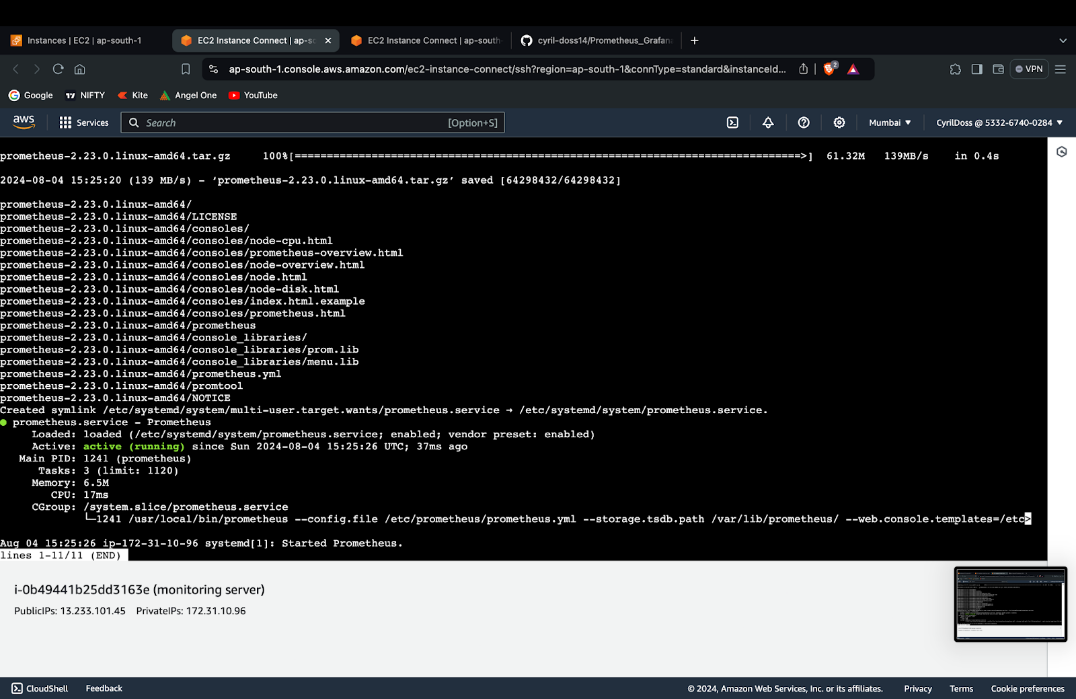 Instances | EC2 | ap-south-1
EC2 Instance Connect | ap-so
EC2 Instance Connect | ap-south-
cyril-doss14/Prometheus_Grafana
ap-south-1.console.aws.amazon.com/ec2-instance-connect/ssh?region=ap-south-1&connType=standard&instanceId...
2
VPN
Google
NIFTY
Kite
Angel One
YouTube
aws
Services
Search
[Option+S]
Mumbai
CyrilDoss @ 5332-6740-0284
prometheus-2.23.0.linux-amd64.tar.gz 100%[===============================================================================>] 61.32M 139MB/s in 0.4s
2024-08-04 15:25:20 (139 MB/s) - ‘prometheus-2.23.0.linux-amd64.tar.gz’ saved [64298432/64298432]
prometheus-2.23.0.linux-amd64/
prometheus-2.23.0.linux-amd64/LICENSE
prometheus-2.23.0.linux-amd64/consoles/
prometheus-2.23.0.linux-amd64/consoles/node-cpu.html
prometheus-2.23.0.linux-amd64/consoles/prometheus-overview.html
prometheus-2.23.0.linux-amd64/consoles/node-overview.html
prometheus-2.23.0.linux-amd64/consoles/node.html
prometheus-2.23.0.linux-amd64/consoles/node-disk.html
prometheus-2.23.0.linux-amd64/consoles/index.html.example
prometheus-2.23.0.linux-amd64/consoles/prometheus.html
prometheus-2.23.0.linux-amd64/prometheus
prometheus-2.23.0.linux-amd64/console_libraries/
prometheus-2.23.0.linux-amd64/console_libraries/prom.lib
prometheus-2.23.0.linux-amd64/console_libraries/menu.lib
prometheus-2.23.0.linux-amd64/prometheus.yml
prometheus-2.23.0.linux-amd64/promtool
prometheus-2.23.0.linux-amd64/NOTICE
Created symlink /etc/systemd/system/multi-user.target.wants/prometheus.service → /etc/systemd/system/prometheus.service.
● prometheus.service - Prometheus
Loaded: loaded (/etc/systemd/system/prometheus.service; enabled; vendor preset: enabled)
Active: active (running) since Sun 2024-08-04 15:25:26 UTC; 37ms ago
Main PID: 1241 (prometheus)
Tasks: 3 (limit: 1120)
Memory: 6.5M
CPU: 17ms
CGroup: /system.slice/prometheus.service
└─1241 /usr/local/bin/prometheus --config.file /etc/prometheus/prometheus.yml --storage.tsdb.path /var/lib/prometheus/ --web.console.templates=/etc>
Aug 04 15:25:26 ip-172-31-10-96 systemd[1]: Started Prometheus.
lines 1-11/11 (END)
i-0b49441b25dd3163e (monitoring server)
PublicIPs: 13.233.101.45 PrivateIPs: 172.31.10.96
CloudShell
Feedback
© 2024, Amazon Web Services, Inc. or its affiliates.
Privacy
Terms
Cookie preferences